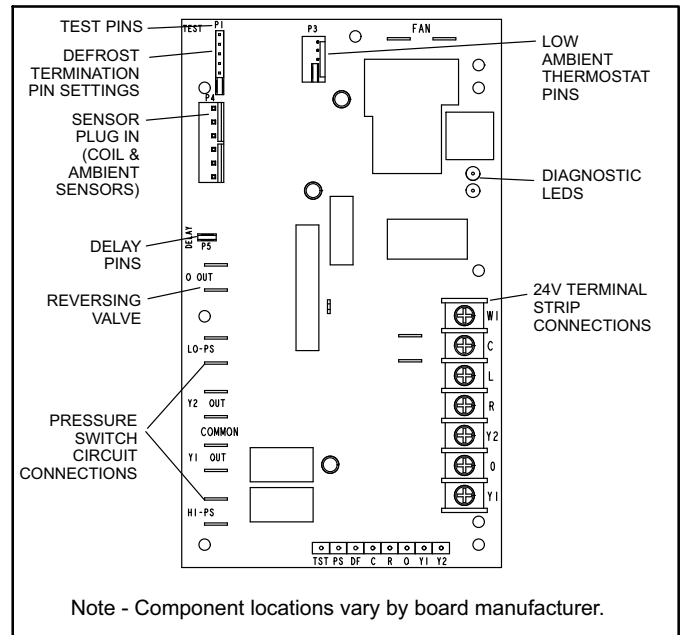 TEST PINS
TEST
P1
DEFROST
TERMINATION
PIN SETTINGS
P4
SENSOR
PLUG IN
(COIL &
AMBIENT
SENSORS)
DELAY
PINS
DELAY
P5
O OUT
REVERSING
VALVE
LO-PS
Y2 OUT
COMMON
Y1 OUT
PRESSURE
SWITCH
CIRCUIT
CONNECTIONS
HI-PS
P3
FAN
LOW
AMBIENT
THERMOSTAT
PINS
DIAGNOSTIC
LEDS
24V TERMINAL
STRIP
CONNECTIONS
W1
C
L
R
Y2
O
Y1
TST PS DF C R O Y1 Y2
Note - Component locations vary by board manufacturer.